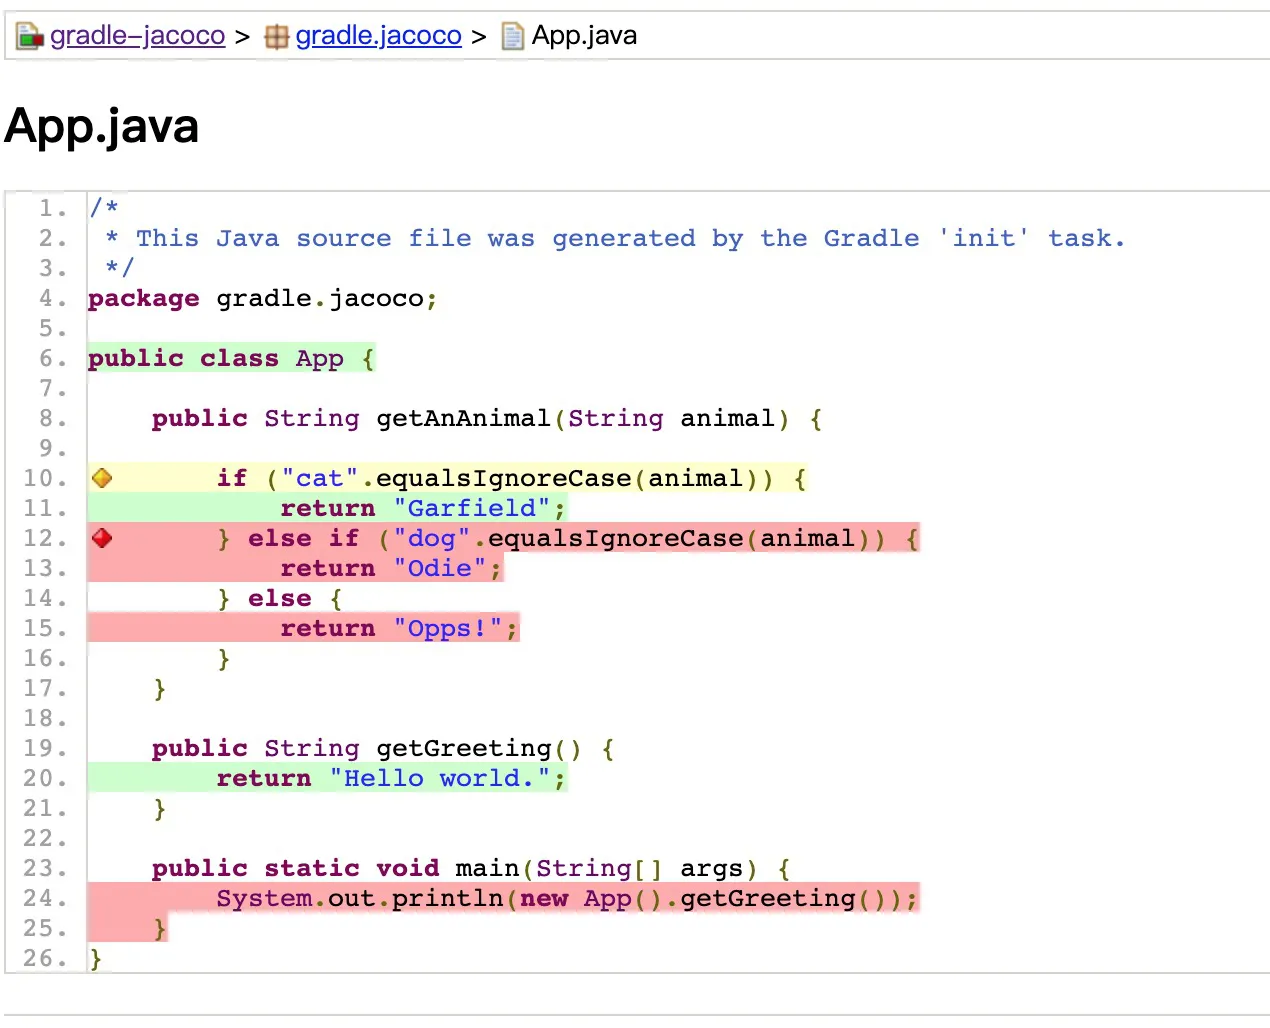 gradle-jacoco > gradle.jacoco > App.java
App.java
1. /*
2.  * This Java source file was generated by the Gradle 'init' task.
3.  */
4. package gradle.jacoco;
5.
6. public class App {
7.
8.     public String getAnAnimal(String animal) {
9.
10.         if ("cat".equalsIgnoreCase(animal)) {
11.             return "Garfield";
12.         } else if ("dog".equalsIgnoreCase(animal)) {
13.             return "Odie";
14.         } else {
15.             return "Opps!";
16.         }
17.     }
18.
19.     public String getGreeting() {
20.         return "Hello world.";
21.     }
22.
23.     public static void main(String[] args) {
24.         System.out.println(new App().getGreeting());
25.     }
26. }